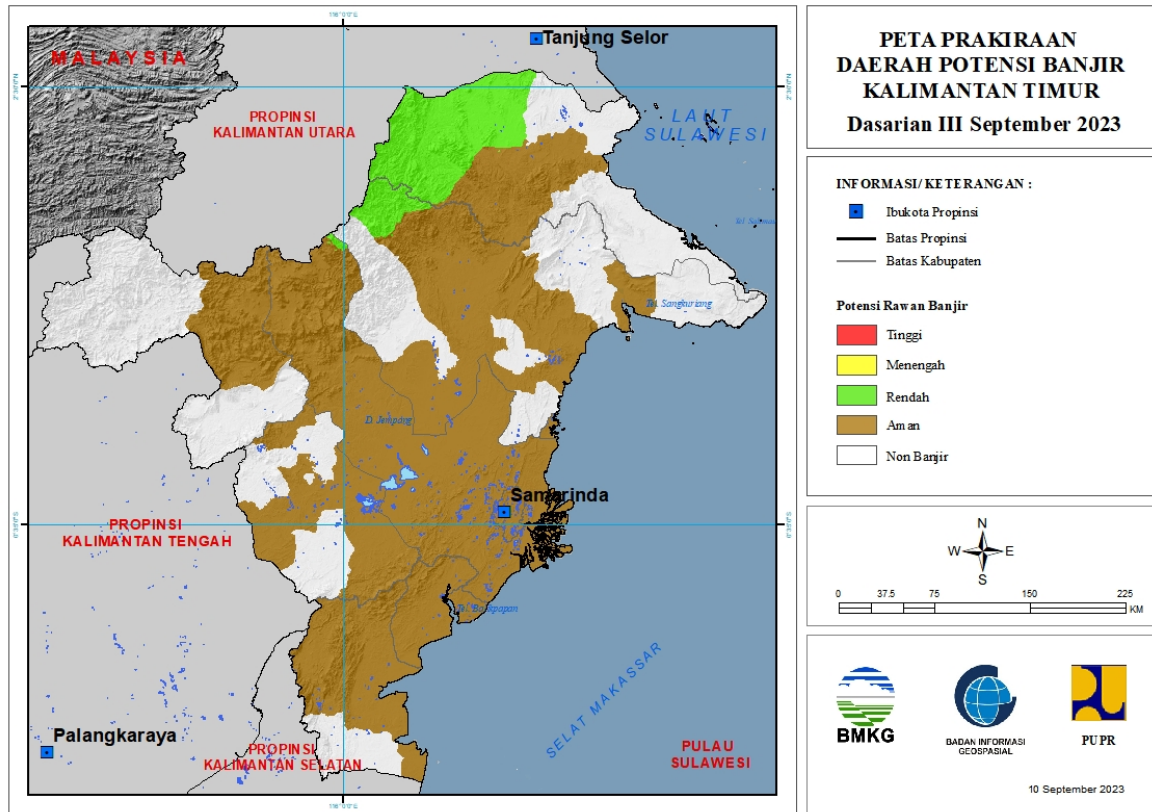 PETA PRAKIRAAN
DAERAH POTENSI BANJIR
KALIMANTAN TIMUR
Dasarian III September 2023
INFORMASI/ KETERANGAN :
Ibukota Propinsi
Batas Propinsi
Batas Kabupaten
Potensi Rawan Banjir
Tinggi
Menengah
Rendah
Aman
Non Banjir
N
W E
S
0 37.5 75 150 225
KM
BMKG
BADAN INFORMASI
GEOSPASIAL
PUPR
10 September 2023
Tanjung Selor
MALAYSIA
PROPINSI
KALIMANTAN UTARA
LAUT
SULAWESI
Tel. Sangkuriang
D. Jempang
Samarinda
PROPINSI
KALIMANTAN TENGAH
SELAT MAKASSAR
Palangkaraya
PROPINSI
KALIMANTAN SELATAN
PULAU
SULAWESI